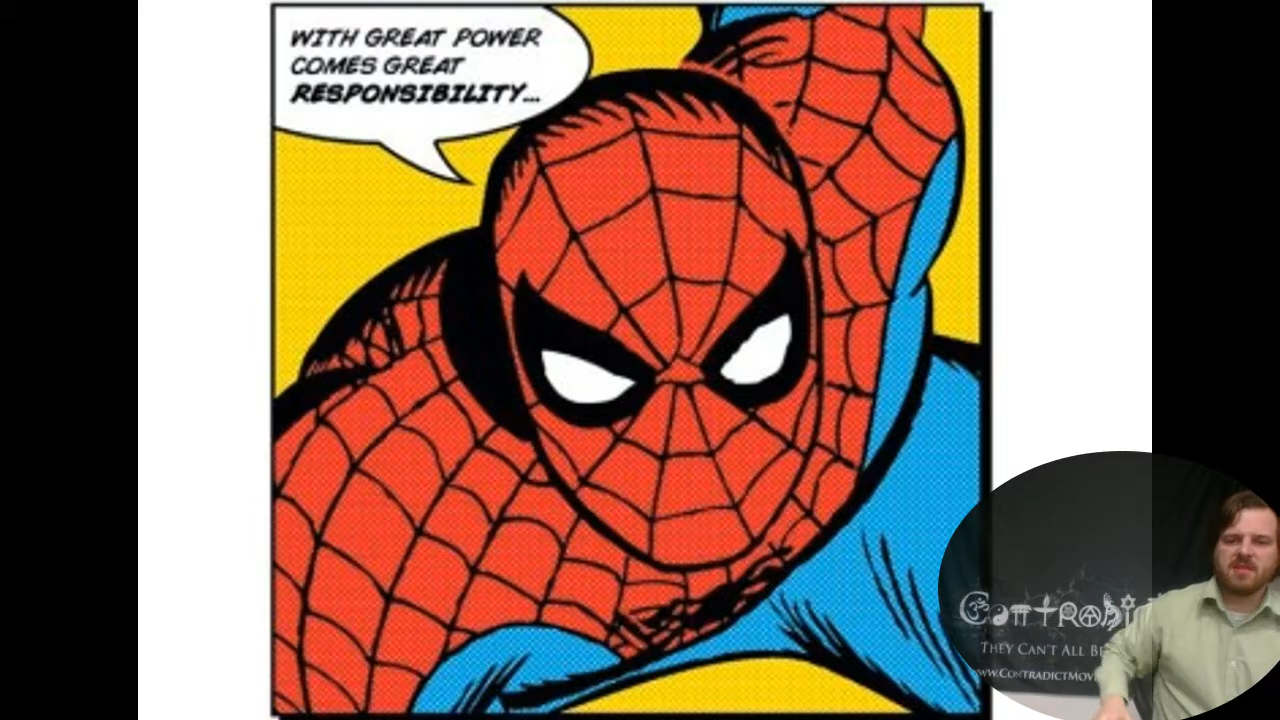 WITH GREAT POWER
COMES GREAT
RESPONSIBILITY...
THEY CAN'T ALL BE